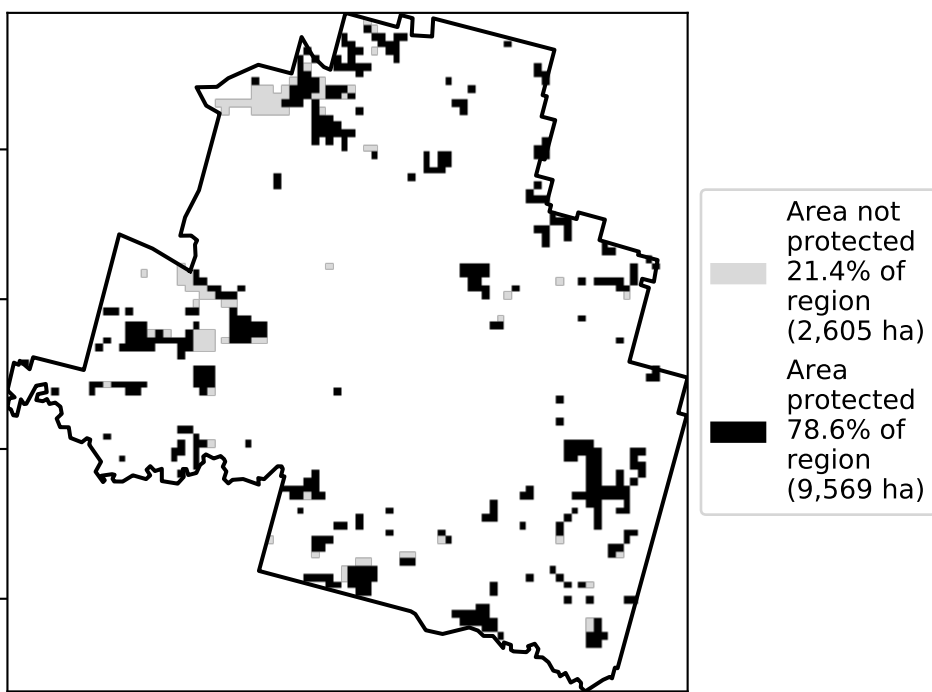 Area not
protected
21.4% of
region
(2,605 ha)
Area
protected
78.6% of
region
(9,569 ha)